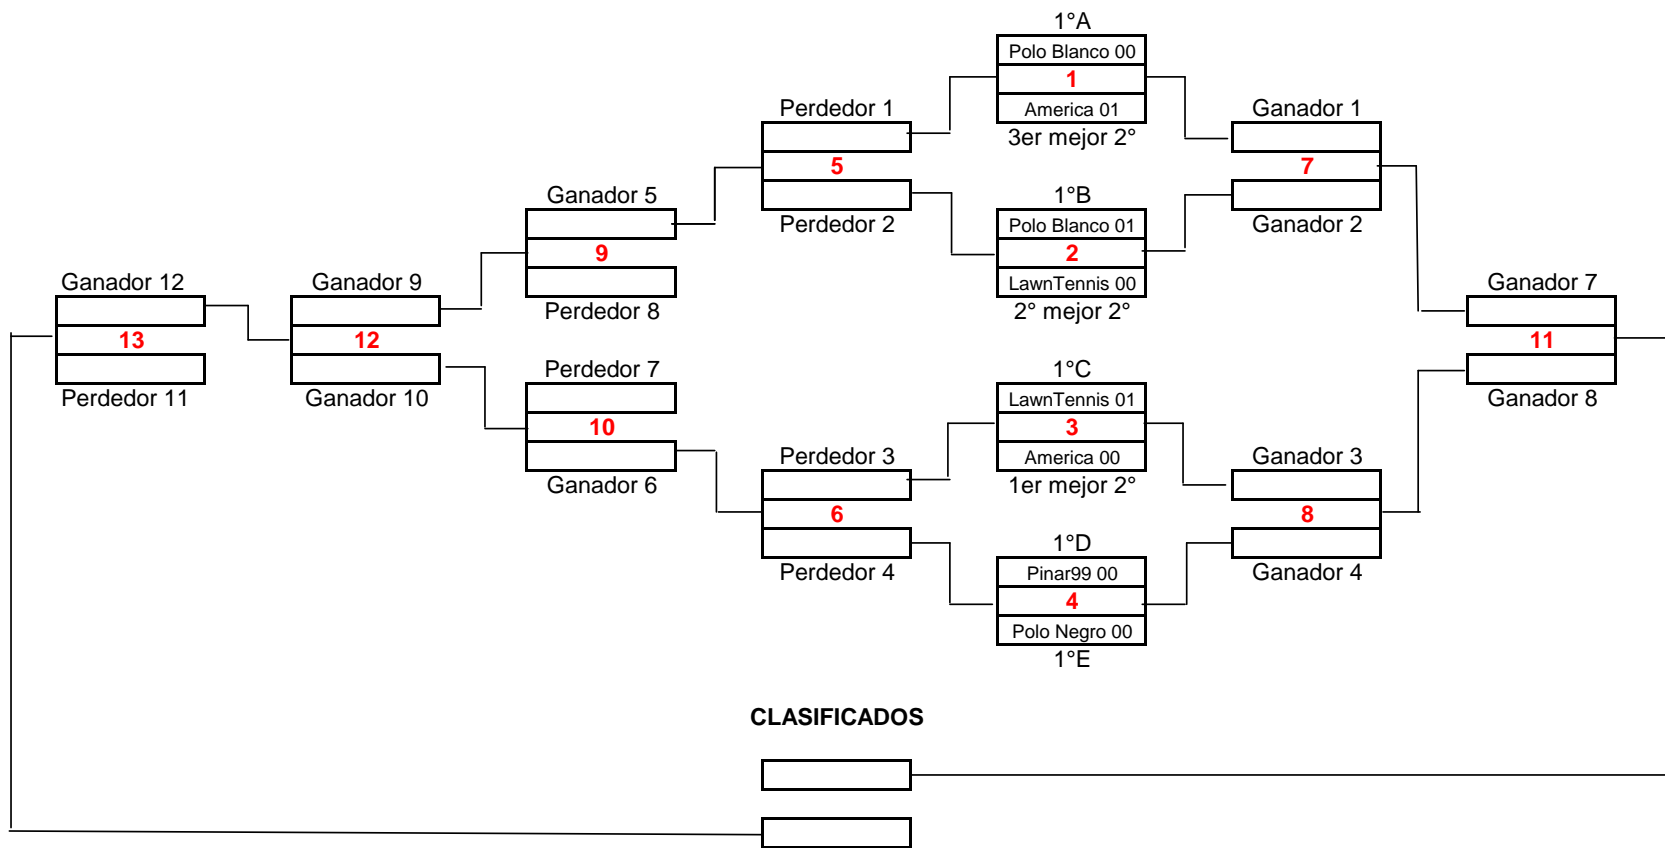 1°A
Polo Blanco 00
1
America 01
3er mejor 2°
Perdedor 1
5
Perdedor 2
Ganador 1
7
Ganador 2
1°B
Polo Blanco 01
2
LawnTennis 00
2° mejor 2°
Ganador 5
9
Perdedor 8
Ganador 12
13
Perdedor 11
Ganador 9
12
Ganador 10
Ganador 7
11
Ganador 8
Perdedor 7
10
Ganador 6
1°C
LawnTennis 01
3
America 00
1er mejor 2°
Perdedor 3
6
Perdedor 4
Ganador 3
8
Ganador 4
1°D
Pinar99 00
4
Polo Negro 00
1°E
CLASIFICADOS